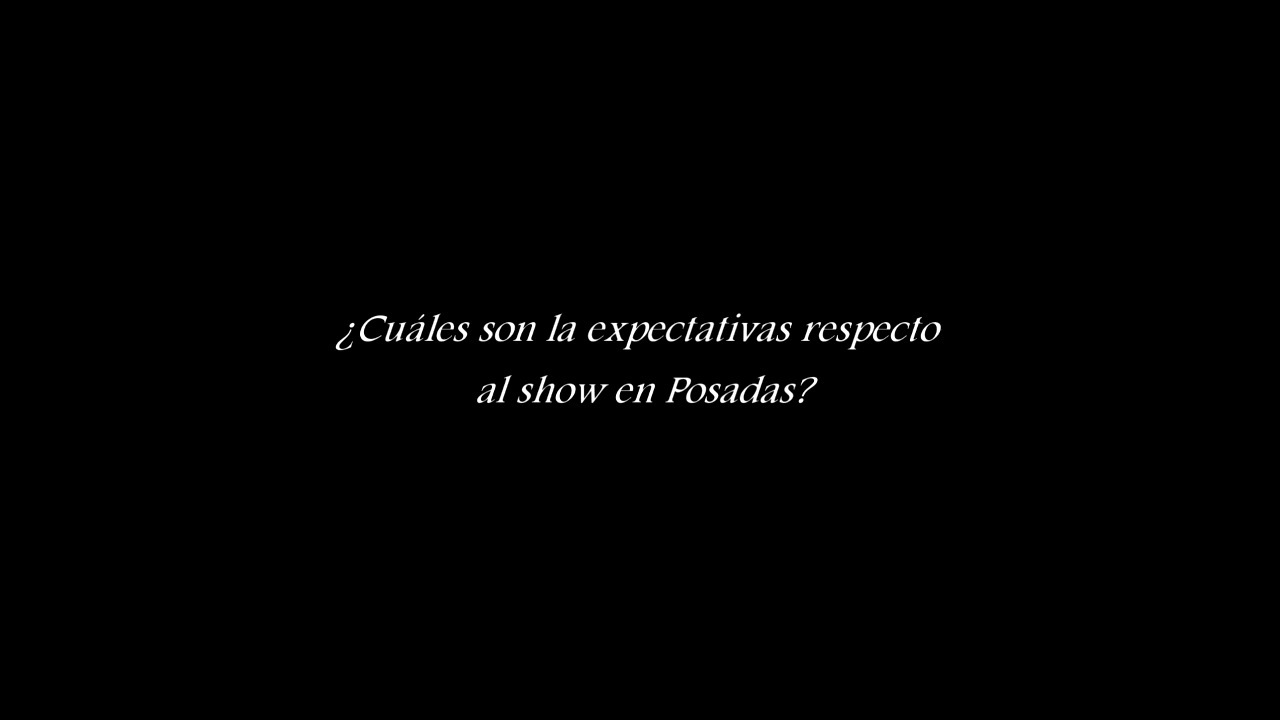 ¿Cuáles son la expectativas respecto
al show en Posadas?